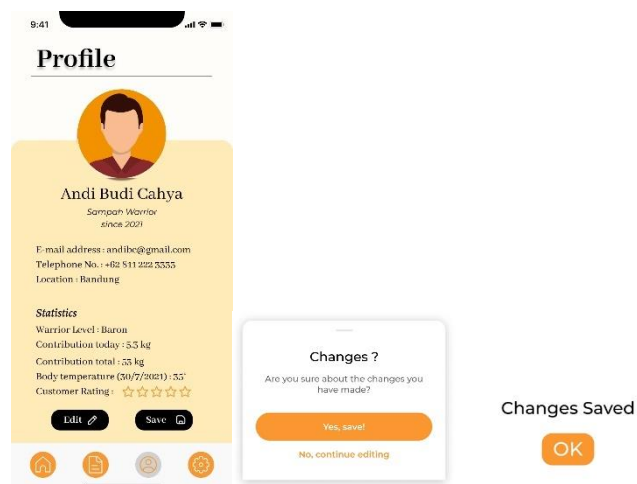 9:41
Profile
Andi Budi Cahya
Sampah Warrior
since 2021
E-mail address : andibc@gmail.com
Telephone No. : +62 811 222 3333
Location : Bandung
Statistics
Warrior Level : Baron
Contribution today : 5.3 kg
Contribution total : 53 kg
Body temperature (30/7/2021) : 35°
Customer Rating :
Edit
Save
Changes ?
Are you sure about the changes you
have made?
Yes, save!
No, continue editing
Changes Saved
OK